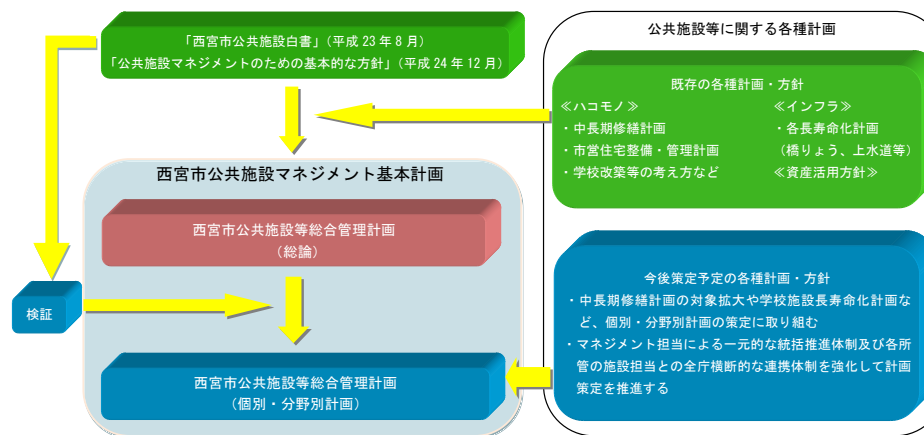 「西宮市公共施設白書」(平成 23 年 8 月)
「公共施設マネジメントのための基本的な方針」(平成 24 年 12 月)
西宮市公共施設マネジメント基本計画
西宮市公共施設等総合管理計画
(総論)
検証
西宮市公共施設等総合管理計画
(個別・分野別計画)
公共施設等に関する各種計画
既存の各種計画・方針
≪ハコモノ≫
・中長期修繕計画
・市営住宅整備・管理計画
・学校改築等の考え方など
≪インフラ≫
・各長寿命化計画
(橋りょう、上水道等)
≪資産活用方針≫
今後策定予定の各種計画・方針
・中長期修繕計画の対象拡大や学校施設長寿命化計画な
ど、個別・分野別計画の策定に取り組む
・マネジメント担当による一元的な統括推進体制及び各所
管の施設担当との全庁横断的な連携体制を強化して計画
策定を推進する